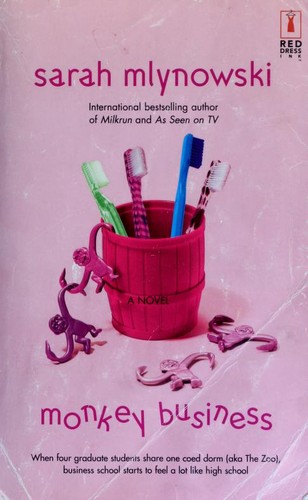 RED
DRESS
INK
sarah mlynowski
International bestselling author
of Milkrun and As Seen on TV
A NOVEL
monkey business
When four graduate students share one coed dorm (aka The Zoo),
business school starts to feel a lot like high school